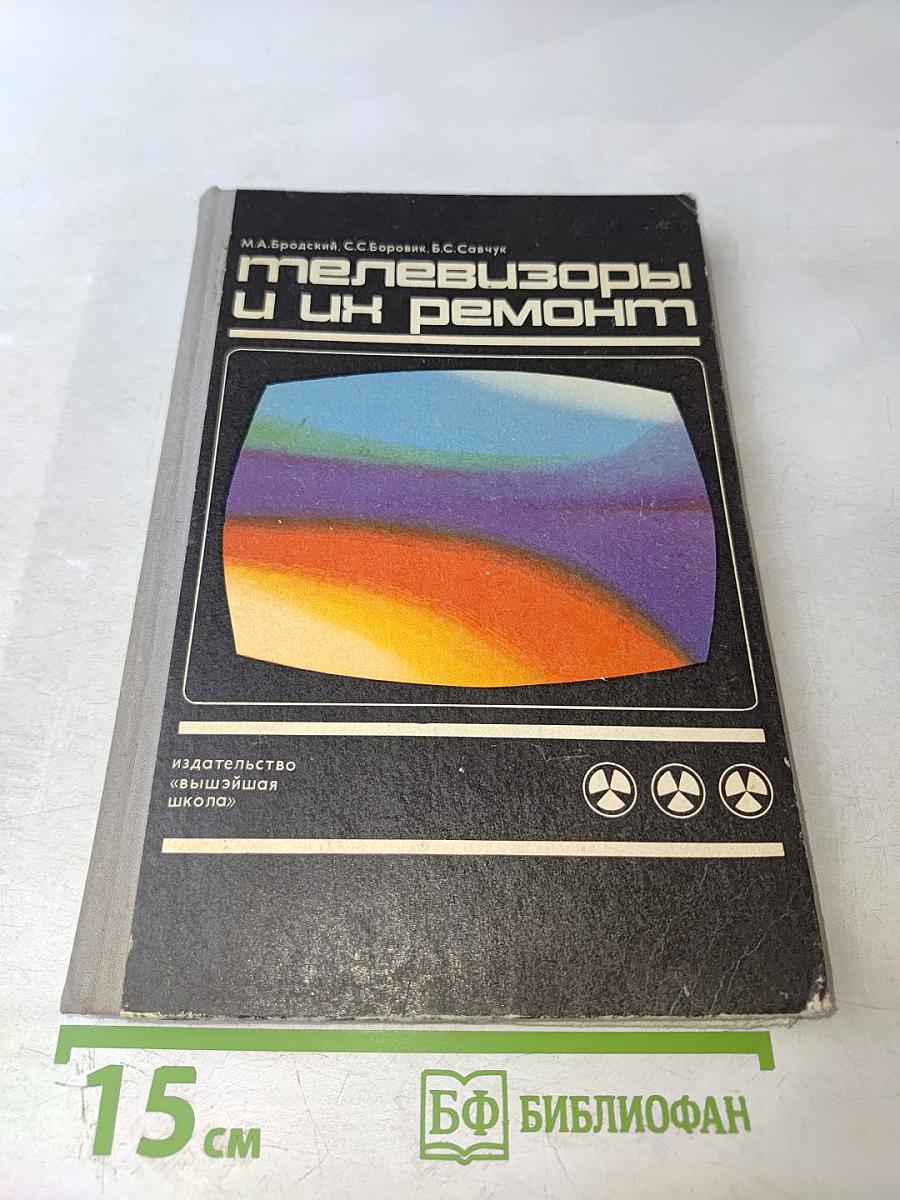 М.А.Бродский, С.С.Боровик, Б.С.Савчук
телевизоры
и их ремонт
издательство
«вышэйшая
школа»
15 см
БФ БИБЛИОФАН